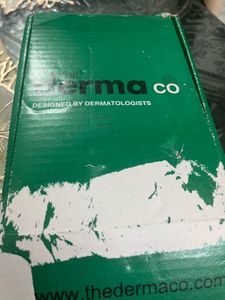 THE
derma co
DESIGNED BY DERMATOLOGISTS
www.thedermaco.com